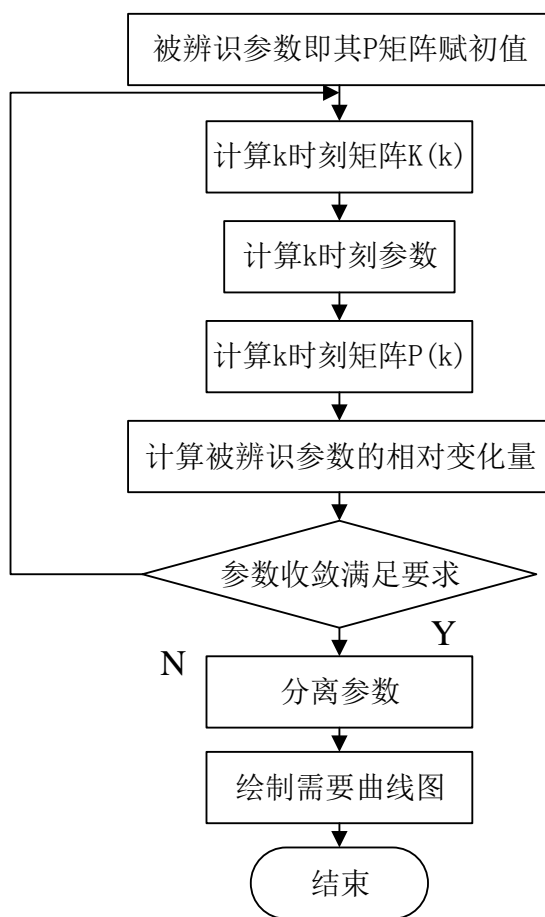 被辨识参数即其P矩阵赋初值
计算k时刻矩阵K(k)
计算k时刻参数
计算k时刻矩阵P(k)
计算被辨识参数的相对变化量
参数收敛满足要求
Y
N
分离参数
绘制需要曲线图
结束